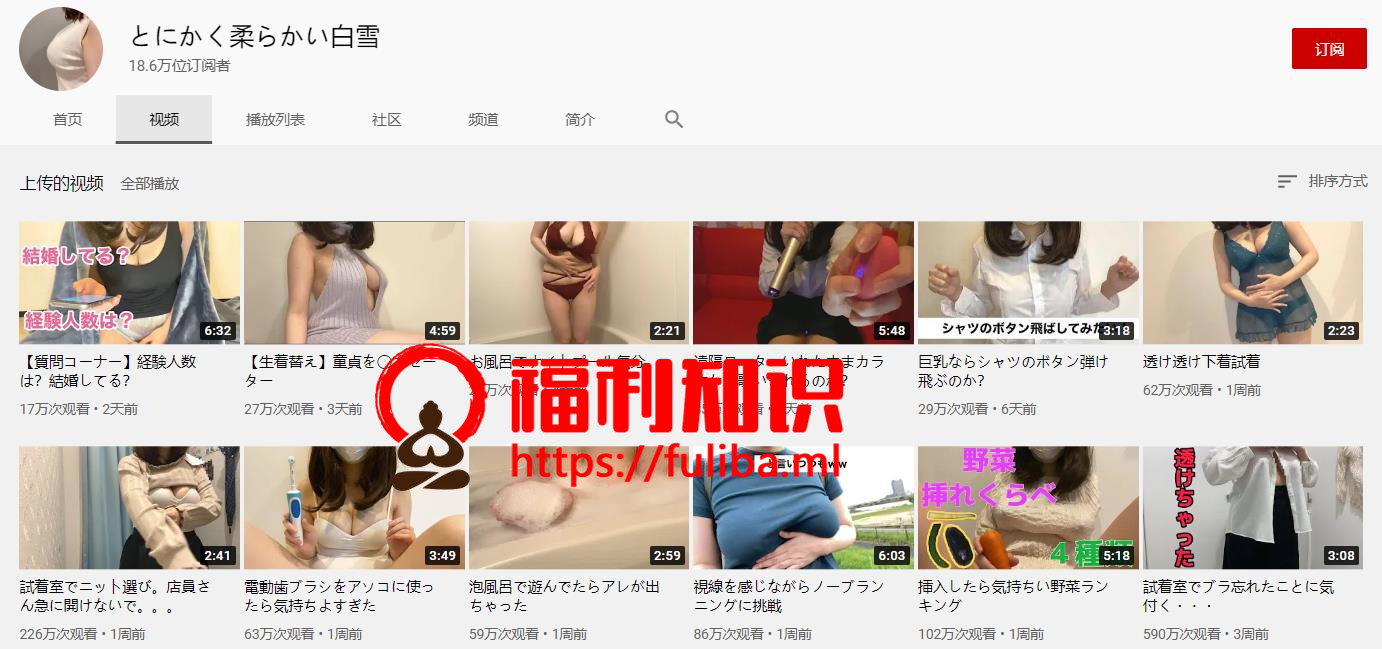 とにかく柔らかい白雪
18.6万位订阅者
订阅
首页 视频 播放列表 社区 频道 简介
上传的视频 全部播放
排序方式
結婚してる?
経験人数は?
6:32
4:59
2:21
5:48
シャツのボタン飛ばしてみた
3:18
2:23
【質問コーナー】経験人数
は？結婚してる？
17万次观看・2天前
【生着替え】童貞を
ター
27万次观看・3天前
お風呂でナイトプール気分
カラ
巨乳ならシャツのボタン弾け
飛ぶのか？
29万次观看・6天前
透け透け下着試着
62万次观看・1周前
福利知识
https://fuliba.ml
2:41
3:49
2:59
と言いつつもww
6:03
野菜
挿れくらべ
4種類
5:18
透けちゃった
3:08
試着室でニット選び。店員さ
ん急に開けないで。。。
226万次观看・1周前
電動歯ブラシをアソコに使っ
たら気持ちよすぎた
63万次观看・1周前
泡風呂で遊んでたらアレが出
ちゃった
59万次观看・1周前
視線を感じながらノーブラン
ニングに挑戦
86万次观看・1周前
挿入したら気持ちい野菜ラン
キング
102万次观看・1周前
試着室でブラ忘れたことに気
付く・・・
590万次观看・3周前